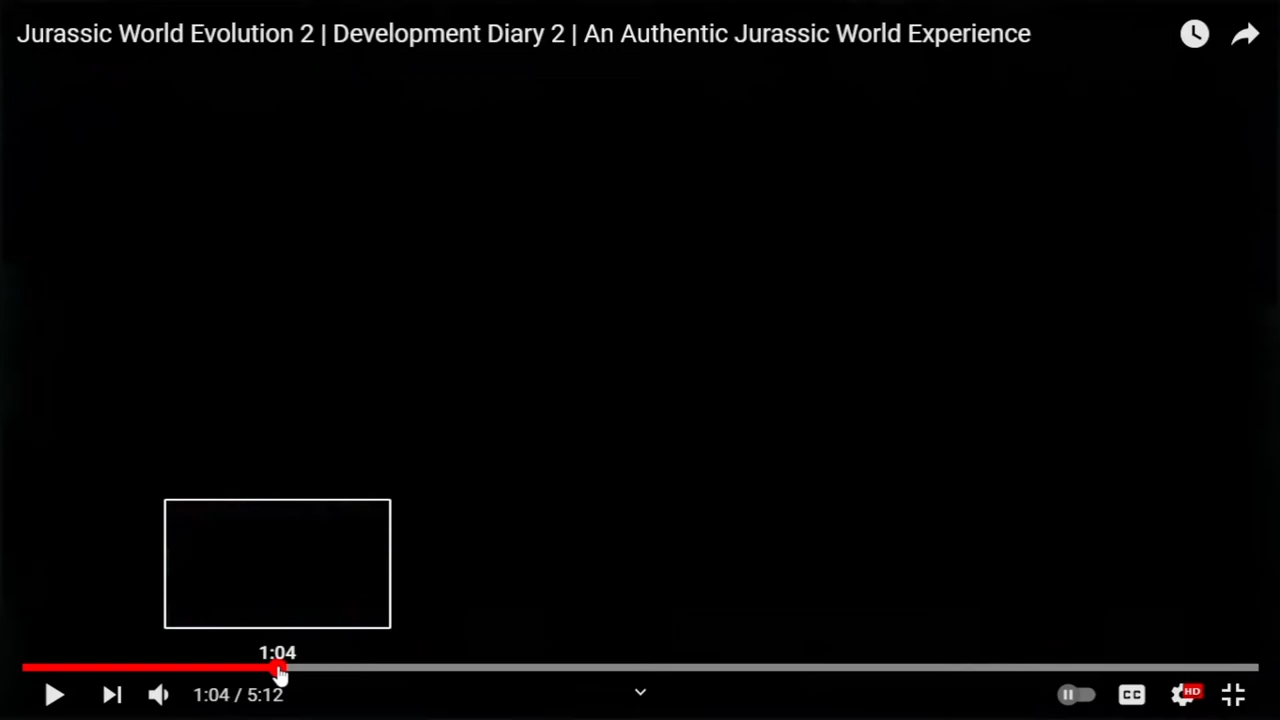 Jurassic World Evolution 2 | Development Diary 2 | An Authentic Jurassic World Experience
1:04
1:04 / 5:12
CC
HD